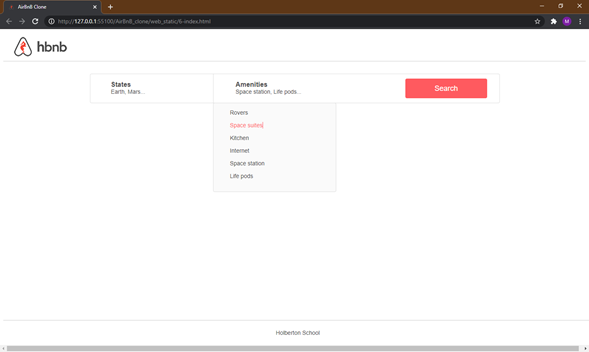 AirBnB Clone
http://127.0.0.1:55100/AirBnB_clone/web_static/6-index.html
M
hbnb
States
Earth, Mars...
Amenities
Space station, Life pods...
Search
Rovers
Space suites
Kitchen
Internet
Space station
Life pods
Holberton School